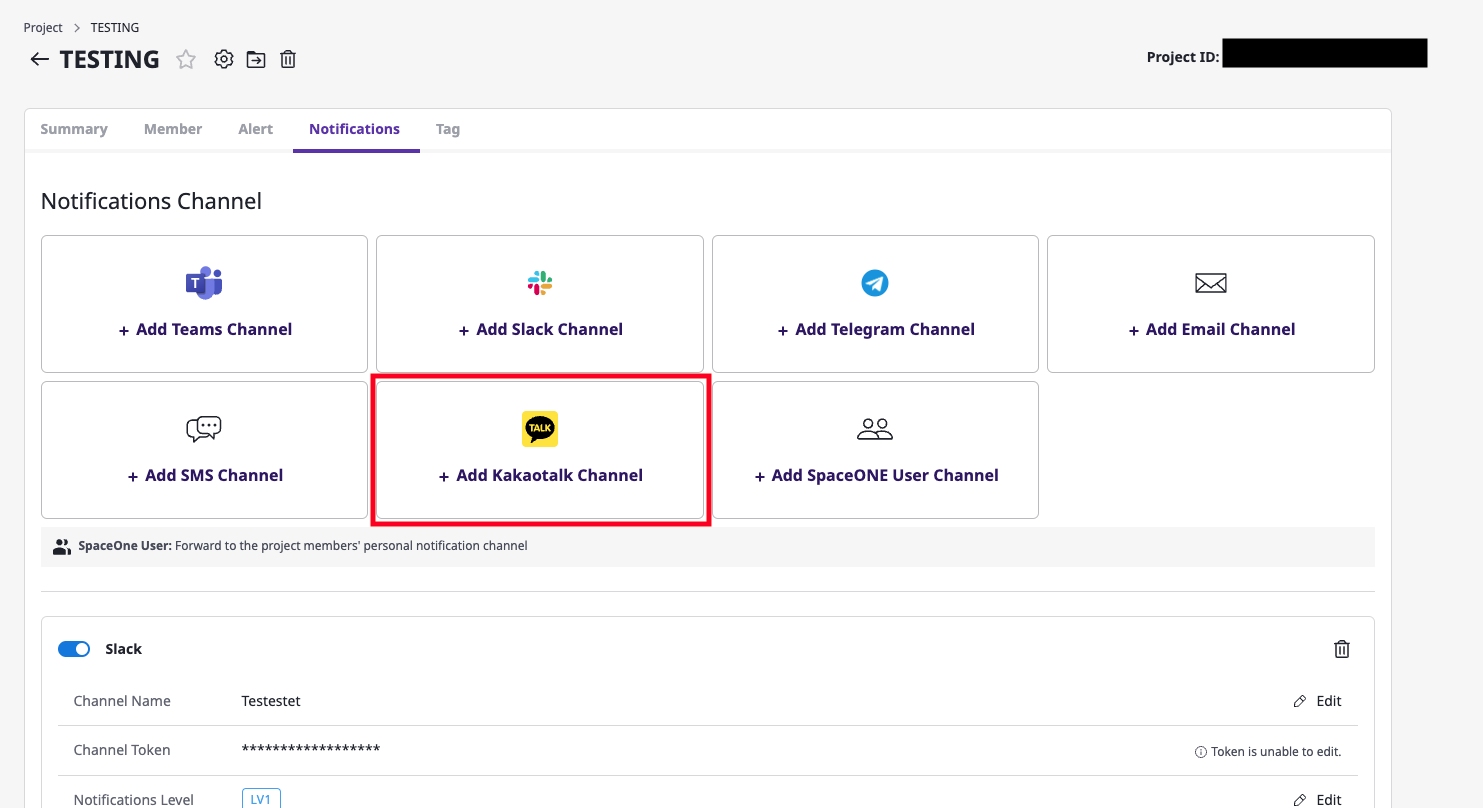 Project > TESTING
← TESTING
Project ID:
Summary Member Alert Notifications Tag
Notifications Channel
T
+ Add Teams Channel
+ Add Slack Channel
+ Add Telegram Channel
+ Add Email Channel
+ Add SMS Channel
TALK
+ Add Kakaotalk Channel
+ Add SpaceONE User Channel
SpaceOne User: Forward to the project members' personal notification channel
Slack
Channel Name Testestet Edit
Channel Token ****************** Token is unable to edit.
Notifications Level LV1 Edit